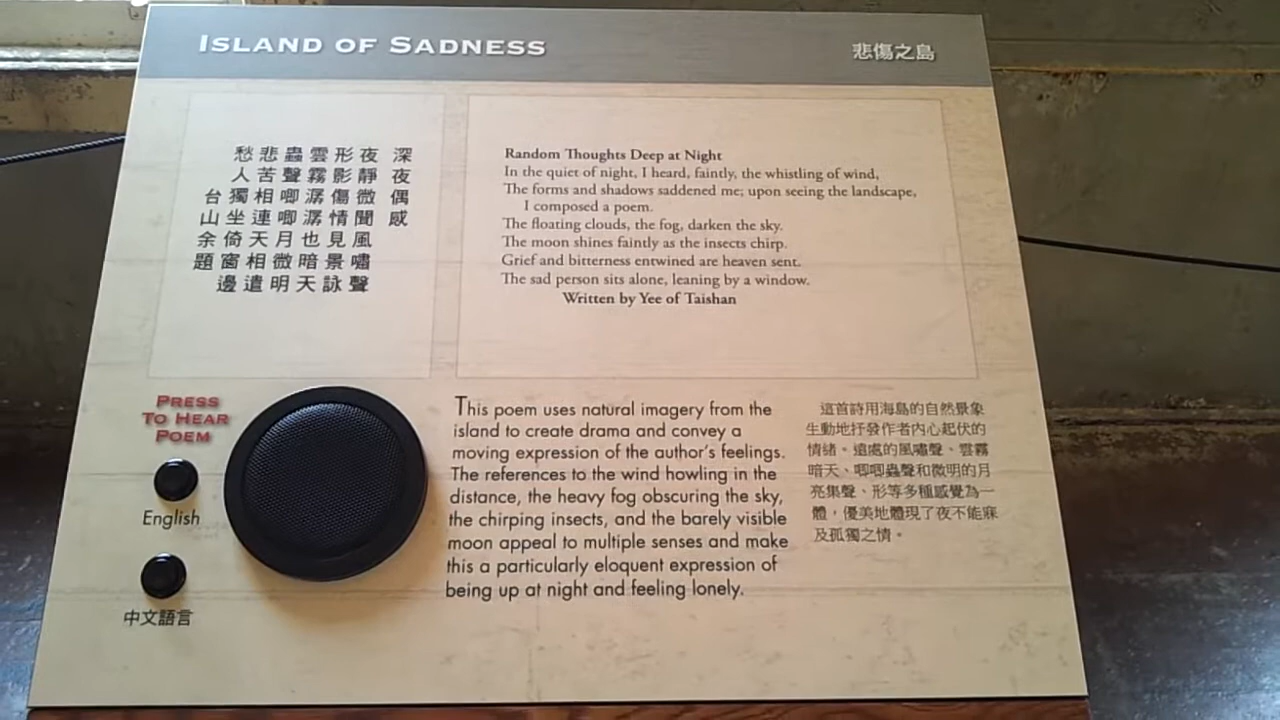 ISLAND OF SADNESS
悲傷之島
深夜偶感
夜靜微聞風嘯聲
形影傷情見景詠
雲霧潺潺也暗天
蟲聲唧唧月微明
悲苦相連天相遣
愁人獨坐倚窗邊
台山余題
Random Thoughts Deep at Night
In the quiet of night, I heard, faintly, the whistling of wind,
The forms and shadows saddened me; upon seeing the landscape,
I composed a poem.
The floating clouds, the fog, darken the sky.
The moon shines faintly as the insects chirp.
Grief and bitterness entwined are heaven sent.
The sad person sits alone, leaning by a window.
Written by Yee of Taishan
PRESS
TO HEAR
POEM
English
中文語言
This poem uses natural imagery from the
island to create drama and convey a
moving expression of the author's feelings.
The references to the wind howling in the
distance, the heavy fog obscuring the sky,
the chirping insects, and the barely visible
moon appeal to multiple senses and make
this a particularly eloquent expression of
being up at night and feeling lonely.
這首詩用海島的自然景象
生動地抒發作者内心起伏的
情緒。遠處的風嘯聲、雲霧
暗天、唧唧蟲聲和微明的月
亮集聲、形等多種感覺為一
體，優美地體現了夜不能寐
及孤獨之情。